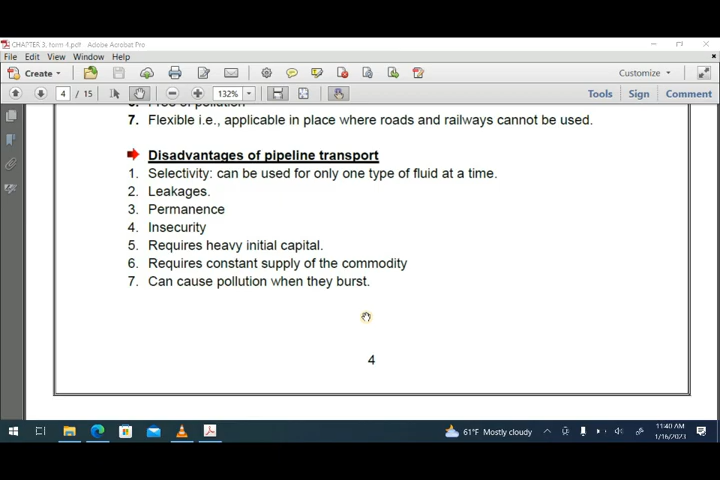 CHAPTER 3, form 4.pdf - Adobe Acrobat Pro
File Edit View Window Help
Create Customize
4 / 15 132% Tools Sign Comment
7. Flexible i.e., applicable in place where roads and railways cannot be used.
Disadvantages of pipeline transport
1. Selectivity: can be used for only one type of fluid at a time.
2. Leakages.
3. Permanence
4. Insecurity
5. Requires heavy initial capital.
6. Requires constant supply of the commodity
7. Can cause pollution when they burst.
4
61°F Mostly cloudy
11:40 AM
1/16/2023